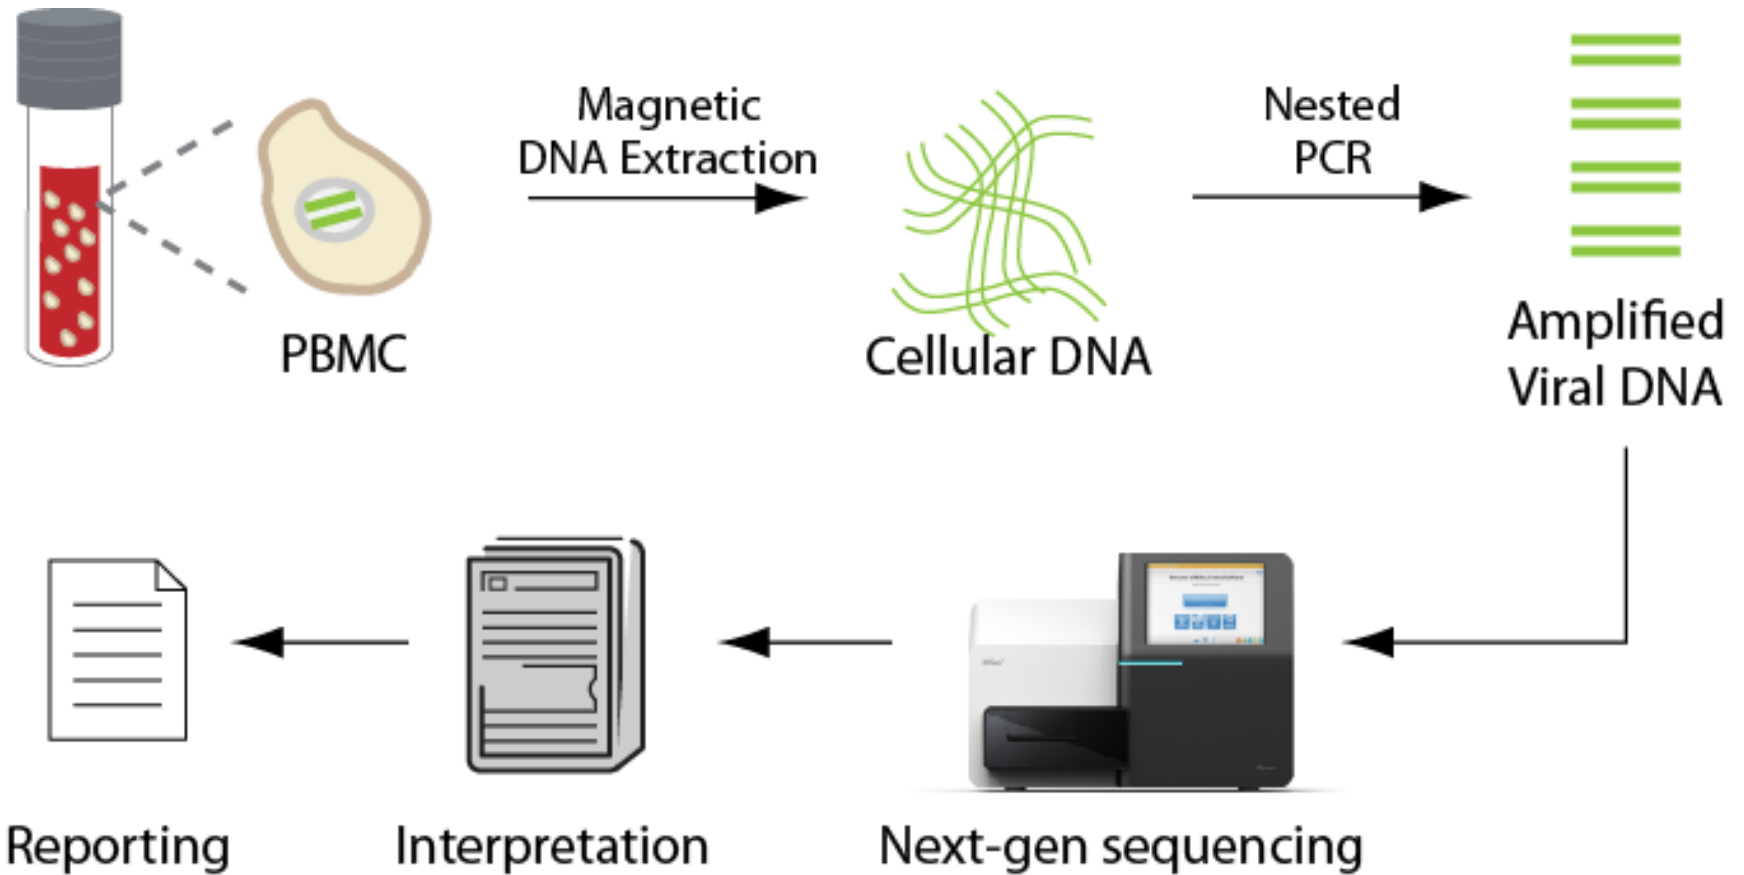 Magnetic
DNA Extraction
Nested
PCR
PBMC
Cellular DNA
Amplified
Viral DNA
Reporting
Interpretation
Next-gen sequencing